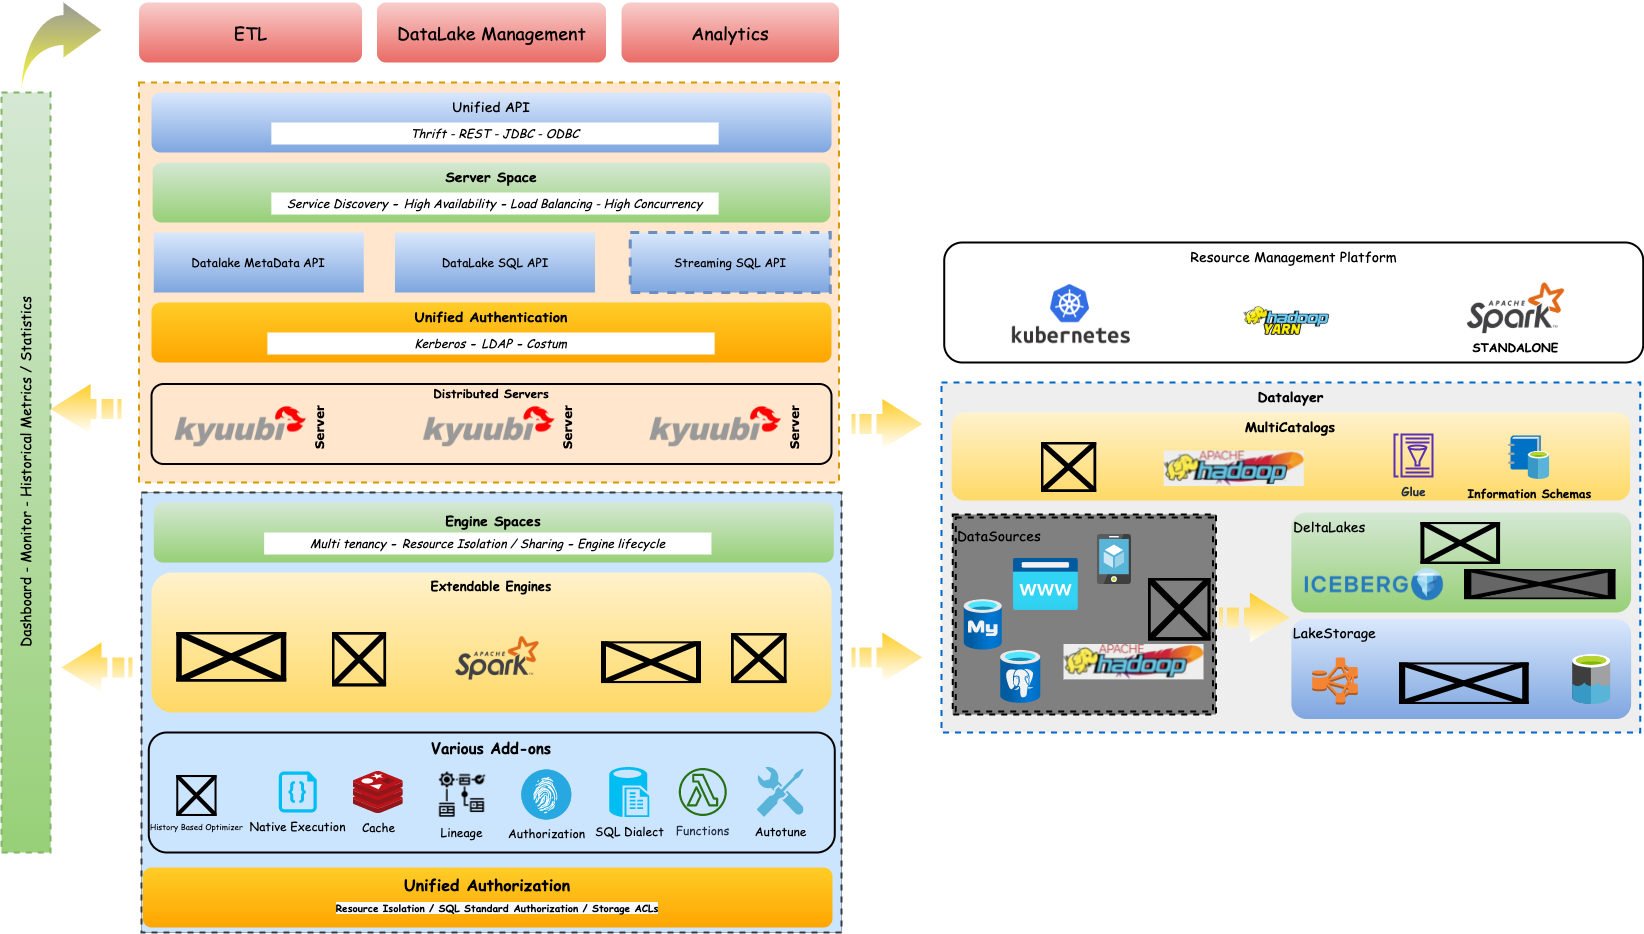 ETL
DataLake Management
Analytics
Unified API
Thrift - REST - JDBC - ODBC
Server Space
Service Discovery – High Availability – Load Balancing - High Concurrency
Datalake MetaData API
DataLake SQL API
Streaming SQL API
Unified Authentication
Kerberos – LDAP – Costum
Distributed Servers
kyuubi
Server
kyuubi
Server
kyuubi
Server
Dashboard - Monitor - Historical Metrics / Statistics
Engine Spaces
Multi tenancy – Resource Isolation / Sharing – Engine lifecycle
Extendable Engines
APACHE
Spark
Various Add-ons
History Based Optimizer
Native Execution
Cache
Lineage
Authorization
SQL Dialect
Functions
Autotune
Unified Authorization
Resource Isolation / SQL Standard Authorization / Storage ACLs
Resource Management Platform
kubernetes
hadoop
YARN
APACHE
Spark
STANDALONE
Datalayer
MultiCatalogs
APACHE
hadoop
Glue
Information Schemas
DataSources
WWW
My
APACHE
hadoop
DeltaLakes
ICEBERG
LakeStorage